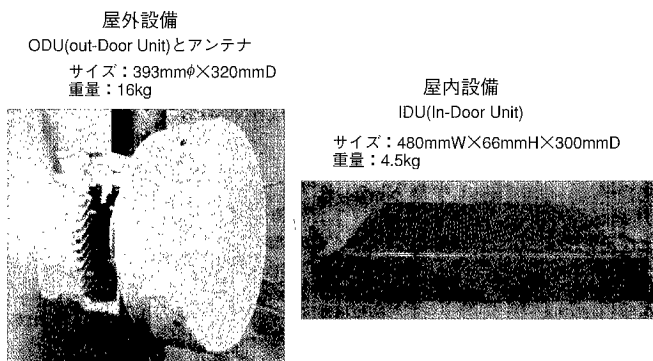 屋外設備
ODU(out-Door Unit)とアンテナ
サイズ：393mmφ×320mmD
重量：16kg
屋内設備
IDU(In-Door Unit)
サイズ：480mmW×66mmH×300mmD
重量：4.5kg